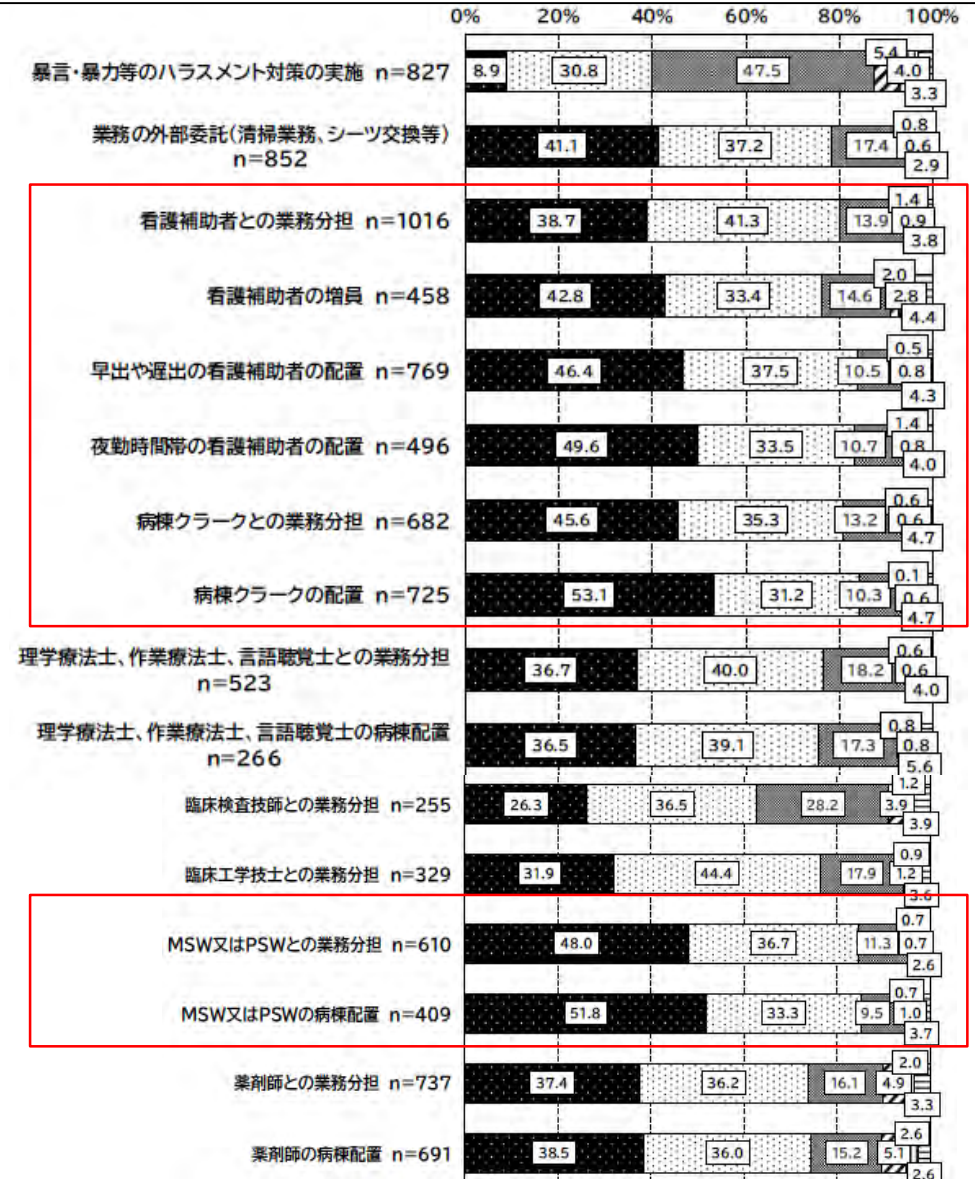 0% 20% 40% 60% 80% 100%
暴言・暴力等のハラスメント対策の実施 n=827 8.9 30.8 47.5 5.4 4.0 3.3
業務の外部委託(清掃業務、シーツ交換等)
n=852 41.1 37.2 17.4 0.8 0.6 2.9
看護補助者との業務分担 n=1016 38.7 41.3 13.9 1.4 0.9 3.8
看護補助者の増員 n=458 42.8 33.4 14.6 2.0 2.8 4.4
早出や遅出の看護補助者の配置 n=769 46.4 37.5 10.5 0.5 0.8 4.3
夜勤時間帯の看護補助者の配置 n=496 49.6 33.5 10.7 1.4 0.8 4.0
病棟クラークとの業務分担 n=682 45.6 35.3 13.2 0.6 0.6 4.7
病棟クラークの配置 n=725 53.1 31.2 10.3 0.1 0.6 4.7
理学療法士、作業療法士、言語聴覚士との業務分担
n=523 36.7 40.0 18.2 0.6 0.6 4.0
理学療法士、作業療法士、言語聴覚士の病棟配置
n=266 36.5 39.1 17.3 0.8 0.8 5.6
臨床検査技師との業務分担 n=255 26.3 36.5 28.2 1.2 3.9 3.9
臨床工学技士との業務分担 n=329 31.9 44.4 17.9 0.9 1.2 3.6
MSW又はPSWとの業務分担 n=610 48.0 36.7 11.3 0.7 0.7 2.6
MSW又はPSWの病棟配置 n=409 51.8 33.3 9.5 0.7 1.0 3.7
薬剤師との業務分担 n=737 37.4 36.2 16.1 4.9 2.0 3.3
薬剤師の病棟配置 n=691 38.5 36.0 15.2 5.1 2.6 2.6